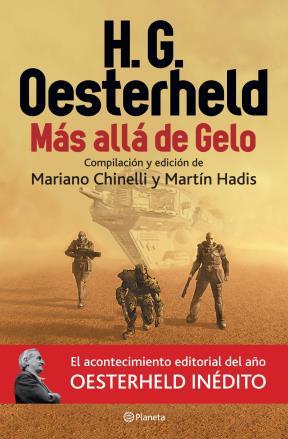 H. G.
Oesterheld
Más allá de Gelo
Compilación y edición de
Mariano Chinelli y Martín Hadis
El acontecimiento editorial del año
OESTERHELD INÉDITO
Planeta